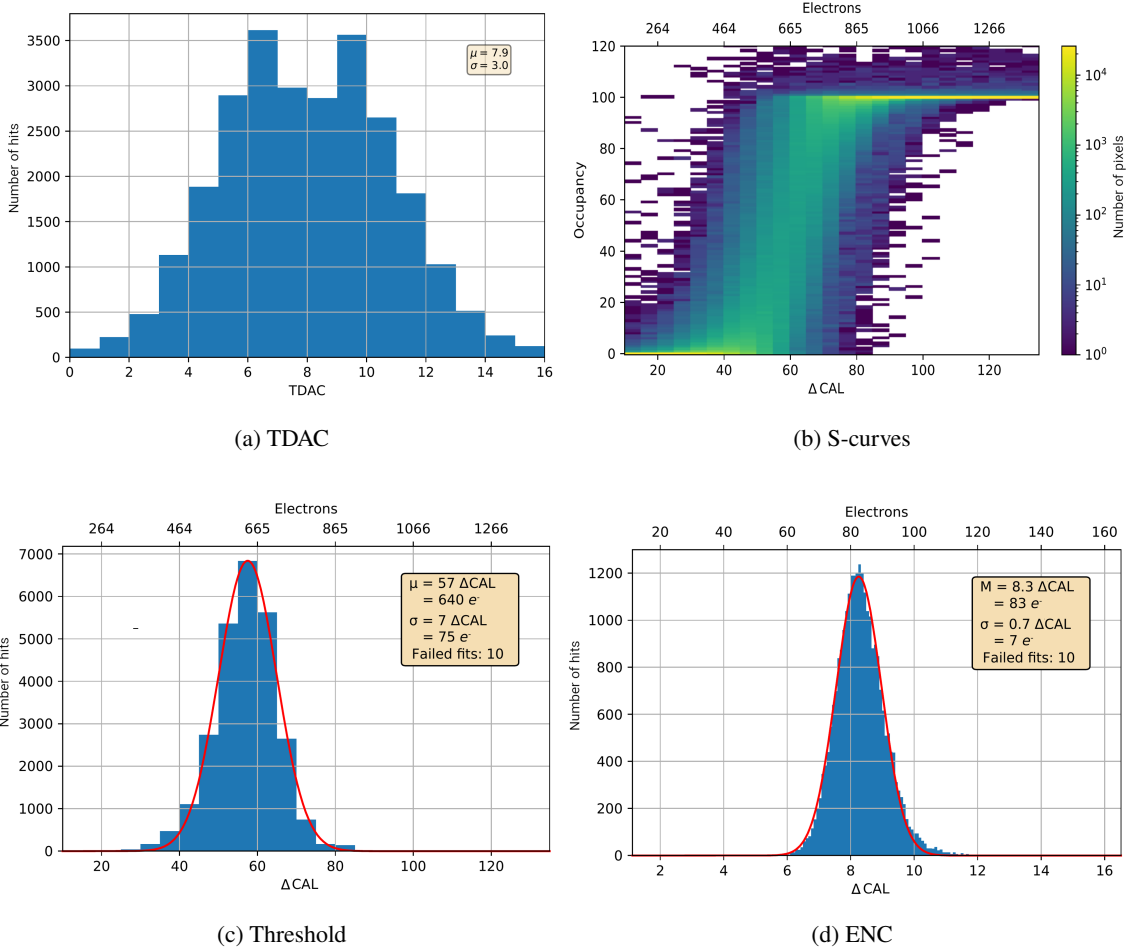 3500
3000
2500
2000
1500
1000
500
0
Number of hits
μ = 7.9
σ = 3.0
0 2 4 6 8 10 12 14 16
TDAC
(a) TDAC
Electrons
264 464 665 865 1066 1266
120
100
80
60
40
20
0
Occupancy
20 40 60 80 100 120
Δ CAL
10⁴
10³
10²
10¹
10⁰
Number of pixels
(b) S-curves
Electrons
264 464 665 865 1066 1266
7000
6000
5000
4000
3000
2000
1000
0
Number of hits
μ = 57 ΔCAL
= 640 e⁻
σ = 7 ΔCAL
= 75 e⁻
Failed fits: 10
20 40 60 80 100 120
Δ CAL
(c) Threshold
Electrons
20 40 60 80 100 120 140 160
1200
1000
800
600
400
200
0
Number of hits
M = 8.3 ΔCAL
= 83 e⁻
σ = 0.7 ΔCAL
= 7 e⁻
Failed fits: 10
2 4 6 8 10 12 14 16
Δ CAL
(d) ENC